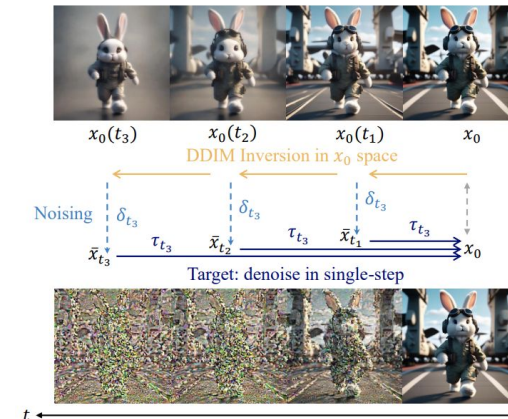 x₀(t₃) x₀(t₂) x₀(t₁) x₀
DDIM Inversion in x₀ space
Noising δₜ₃ δₜ₃ δₜ₃
τₜ₃ τₜ₃ τₜ₃
x̄ₜ₃ x̄ₜ₂ x̄ₜ₁ x₀
Target: denoise in single-step
t